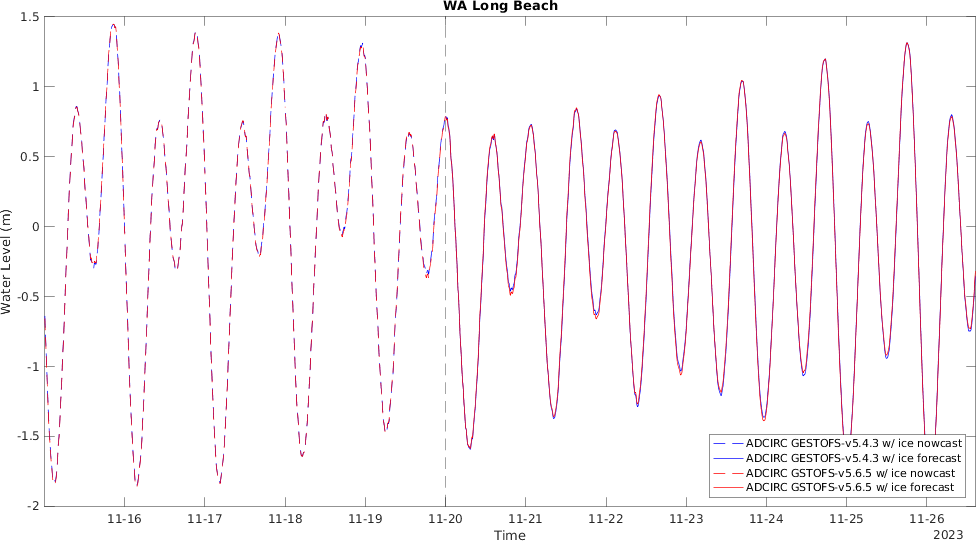 WA Long Beach
1.5
1
0.5
0
-0.5
-1
-1.5
-2
Water Level (m)
11-16
11-17
11-18
11-19
11-20
11-21
11-22
11-23
11-24
11-25
11-26
2023
Time
ADCIRC GESTOFS-v5.4.3 w/ ice nowcast
ADCIRC GESTOFS-v5.4.3 w/ ice forecast
ADCIRC GSTOFS-v5.6.5 w/ ice nowcast
ADCIRC GSTOFS-v5.6.5 w/ ice forecast